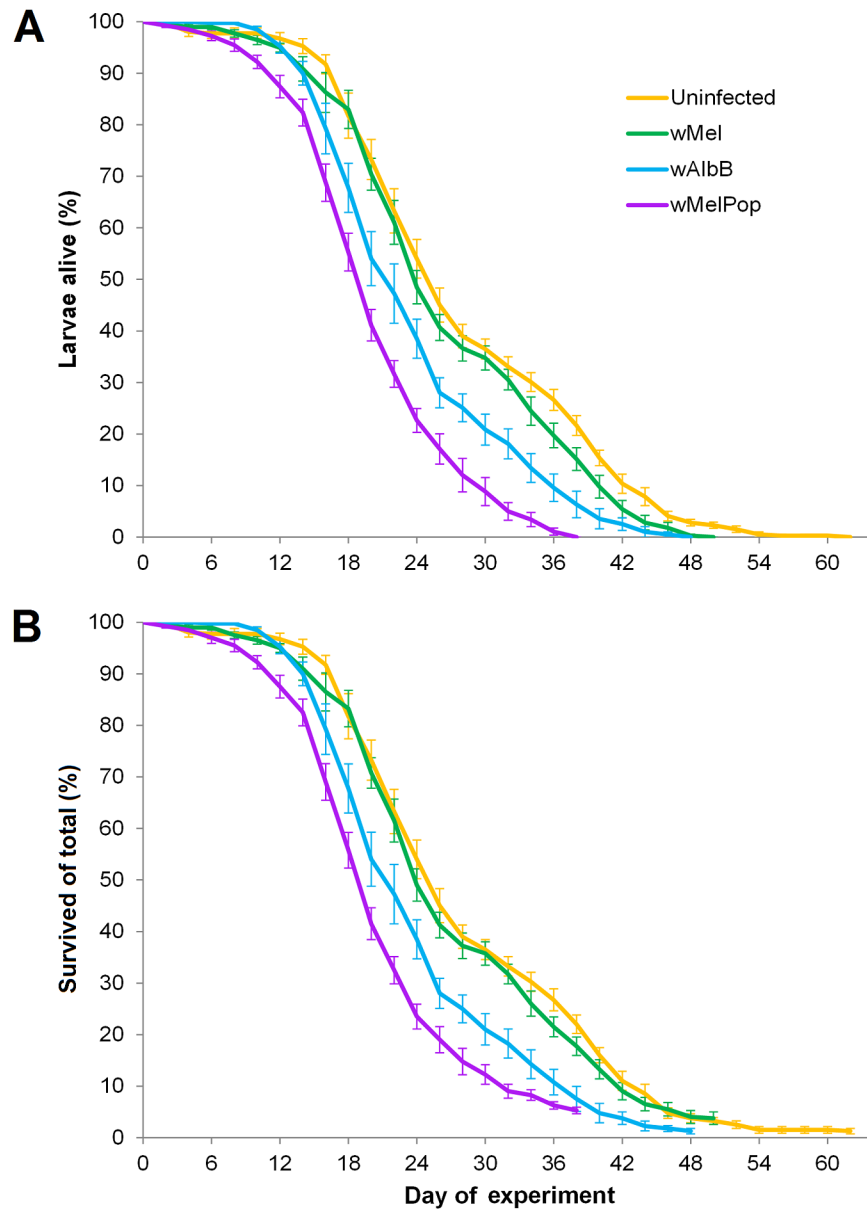 A
100
90
80
70
60
50
40
30
20
10
0
Larvae alive (%)
Uninfected
wMel
wAlbB
wMelPop
0 6 12 18 24 30 36 42 48 54 60
B
100
90
80
70
60
50
40
30
20
10
0
Survived of total (%)
0 6 12 18 24 30 36 42 48 54 60
Day of experiment